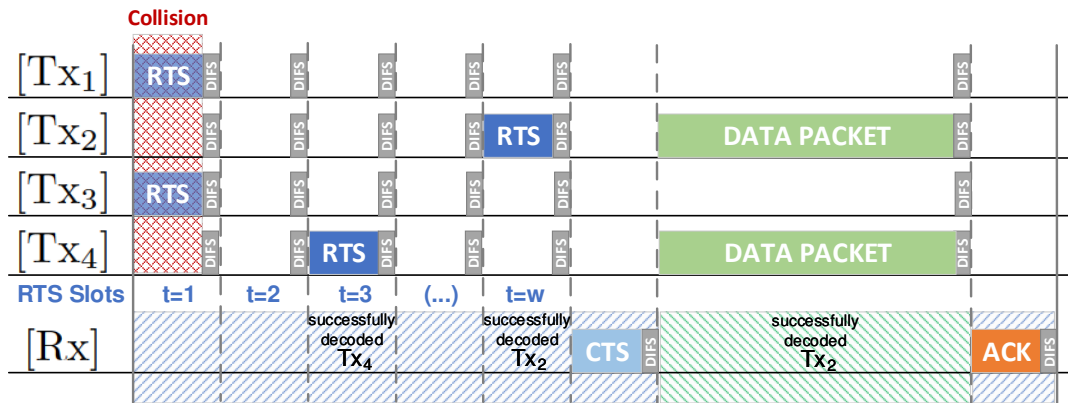 Collision
[Tx1] RTS DIFS DIFS DIFS DIFS DIFS DIFS
[Tx2] DIFS DIFS DIFS DIFS RTS DIFS DATA PACKET DIFS
[Tx3] RTS DIFS DIFS DIFS DIFS DIFS DIFS
[Tx4] DIFS DIFS RTS DIFS DIFS DIFS DATA PACKET DIFS
RTS Slots t=1 t=2 t=3 (...) t=w
[Rx] successfully decoded Tx4 successfully decoded Tx2 CTS DIFS successfully decoded Tx2 ACK DIFS